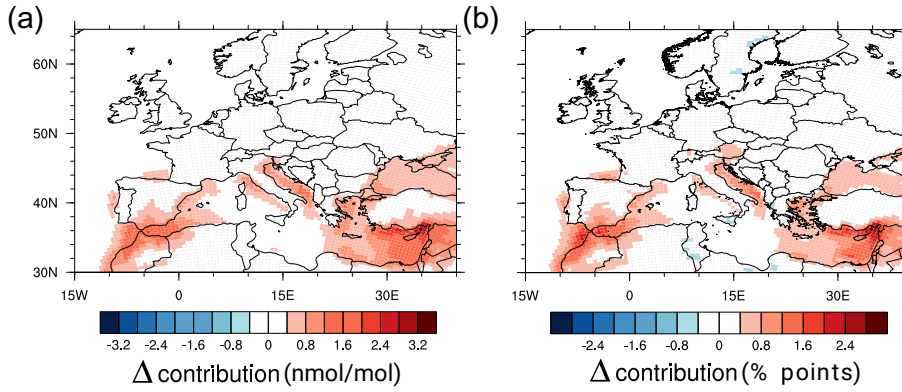 (a)
(b)
60N
50N
40N
30N
15W 0 15E 30E
15W 0 15E 30E
-3.2 -2.4 -1.6 -0.8 0 0.8 1.6 2.4 3.2
-2.4 -1.6 -0.8 0 0.8 1.6 2.4
Δ contribution (nmol/mol)
Δ contribution (% points)
60N
50N
40N
30N